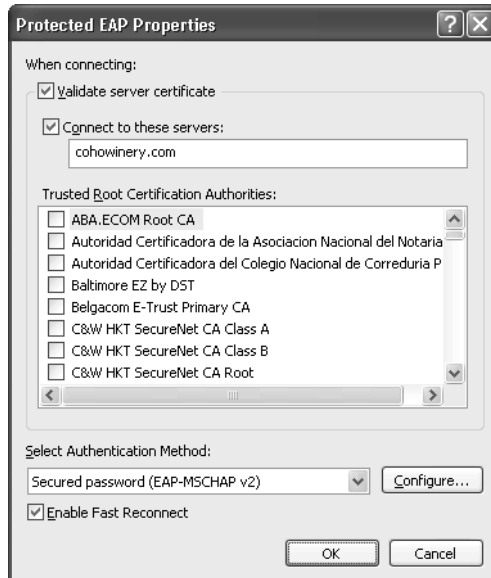 Protected EAP Properties
When connecting:
Validate server certificate
Connect to these servers:
cohowinery.com
Trusted Root Certification Authorities:
ABA.ECOM Root CA
Autoridad Certificadora de la Asociacion Nacional del Notaria
Autoridad Certificadora del Colegio Nacional de Correduria P
Baltimore EZ by DST
Belgacom E-Trust Primary CA
C&W HKT SecureNet CA Class A
C&W HKT SecureNet CA Class B
C&W HKT SecureNet CA Root
Select Authentication Method:
Secured password (EAP-MSCHAP v2)
Configure...
Enable Fast Reconnect
OK
Cancel